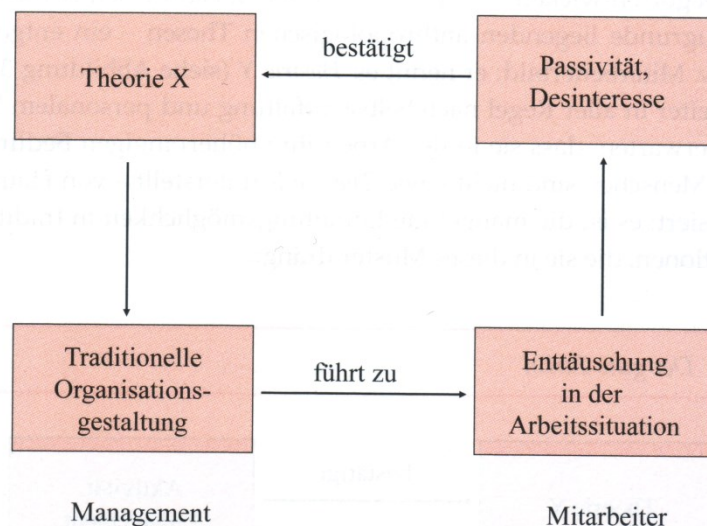 bestätigt
Theorie X
Passivität,
Desinteresse
Traditionelle
Organisations-
gestaltung
führt zu
Enttäuschung
in der
Arbeitssituation
Management
Mitarbeiter